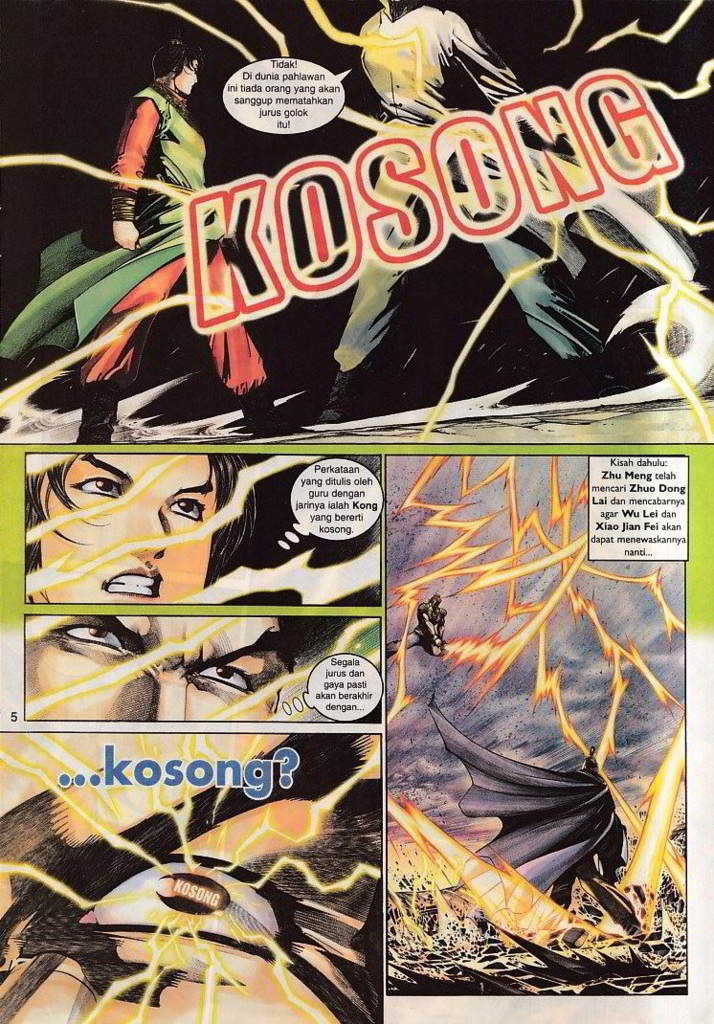 Tidak!
Di dunia pahlawan
ini tiada orang yang akan
sanggup mematahkan
jurus golok
itu!
KOSONG
Perkataan
yang ditulis oleh
guru dengan
jarinya ialah Kong
yang bererti
kosong.
Segala
jurus dan
gaya pasti
akan berakhir
dengan...
...kosong?
KOSONG
Kisah dahulu:
Zhu Meng telah
mencari Zhuo Dong
Lai dan mencabarnya
agar Wu Lei dan
Xiao Jian Fei akan
dapat menewaskannya
nanti...
5